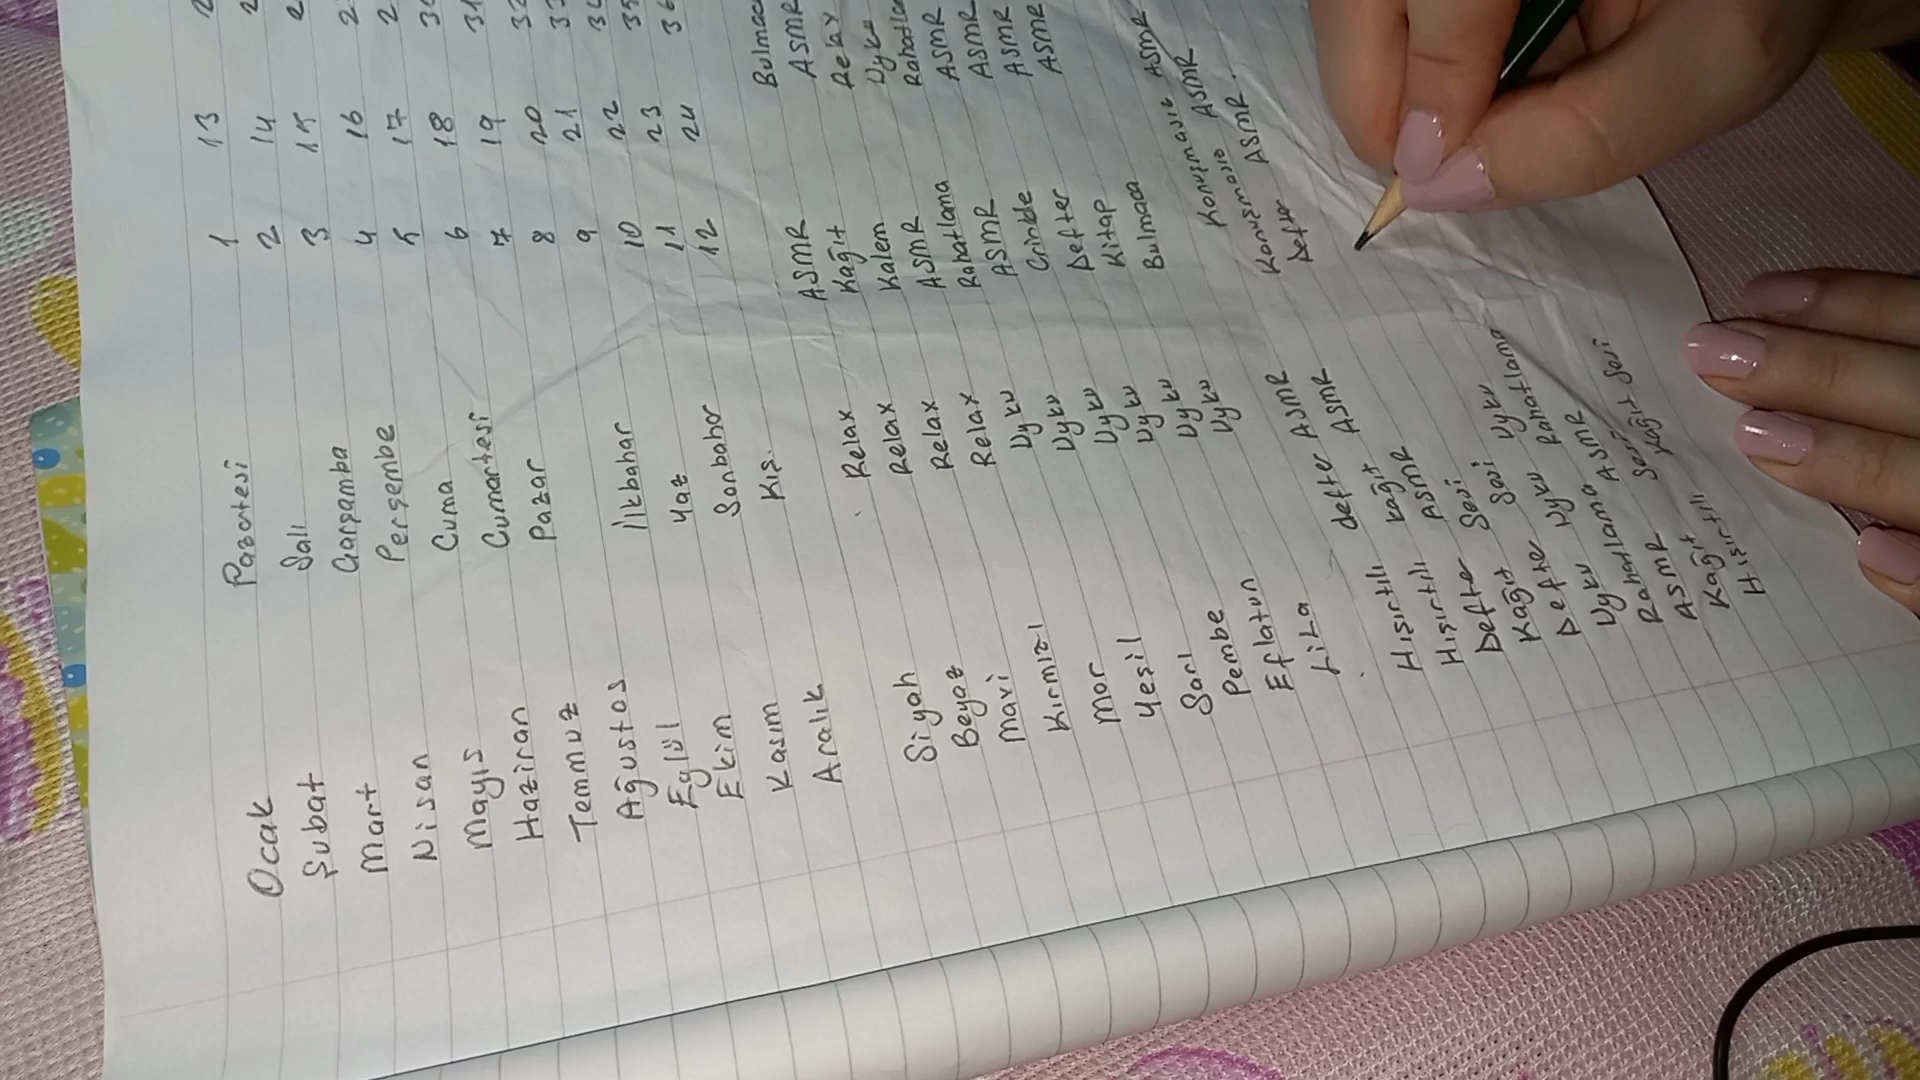 Ocak Pazartesi 1 13
Şubat Salı 2 14
Mart Çarşamba 3 15
Nisan Perşembe 4 16
Mayıs Cuma 5 17
Haziran Cumartesi 6 18
Temmuz Pazar 7 19
Ağustos 8 20
Eylül İlkbahar 9 21
Ekim Yaz 10 22
Kasım Sonbahar 11 23
Aralık Kış. 12 24
Relax ASMR Bulmaca
Siyah Relax Kağıt ASMR
Beyaz Relax Kalem Relax
Mavi Relax ASMR Uyku
Kırmızı Uyku Rahatlama
Mor Uyku ASMR ASMR
Yeşil Uyku Crinkle ASMR
Sarı Uyku Defter ASMR
Pembe Uyku Kitap ASMR
Eflatun Uyku Bulmaca
Lila defter ASMR Konuşmasız ASMR
Hışırtılı kağıt ASMR Konuşmasız ASMR
Hışırtılı ASMR Defter ASMR.
Defter Sesi
Kağıt Sesi Uyku
Defter Uyku Rahatlama
Uyku ASMR
Rahatlama ASMR
ASMR Sesi Kağıt Sesi
Kağıt
Hışırtılı